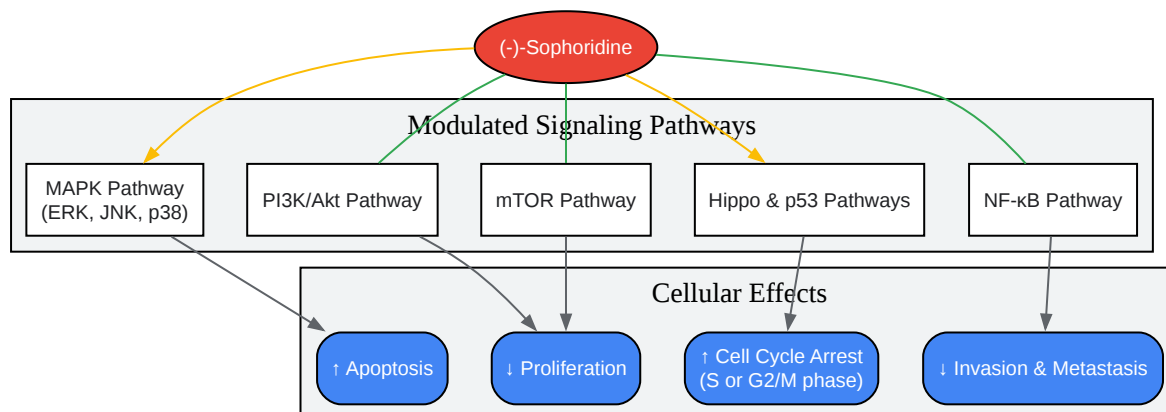 (-)-Sophoridine
Modulated Signaling Pathways
MAPK Pathway
(ERK, JNK, p38)
PI3K/Akt Pathway
mTOR Pathway
Hippo & p53 Pathways
NF-κB Pathway
Cellular Effects
↑ Apoptosis
↓ Proliferation
↑ Cell Cycle Arrest
(S or G2/M phase)
↓ Invasion & Metastasis